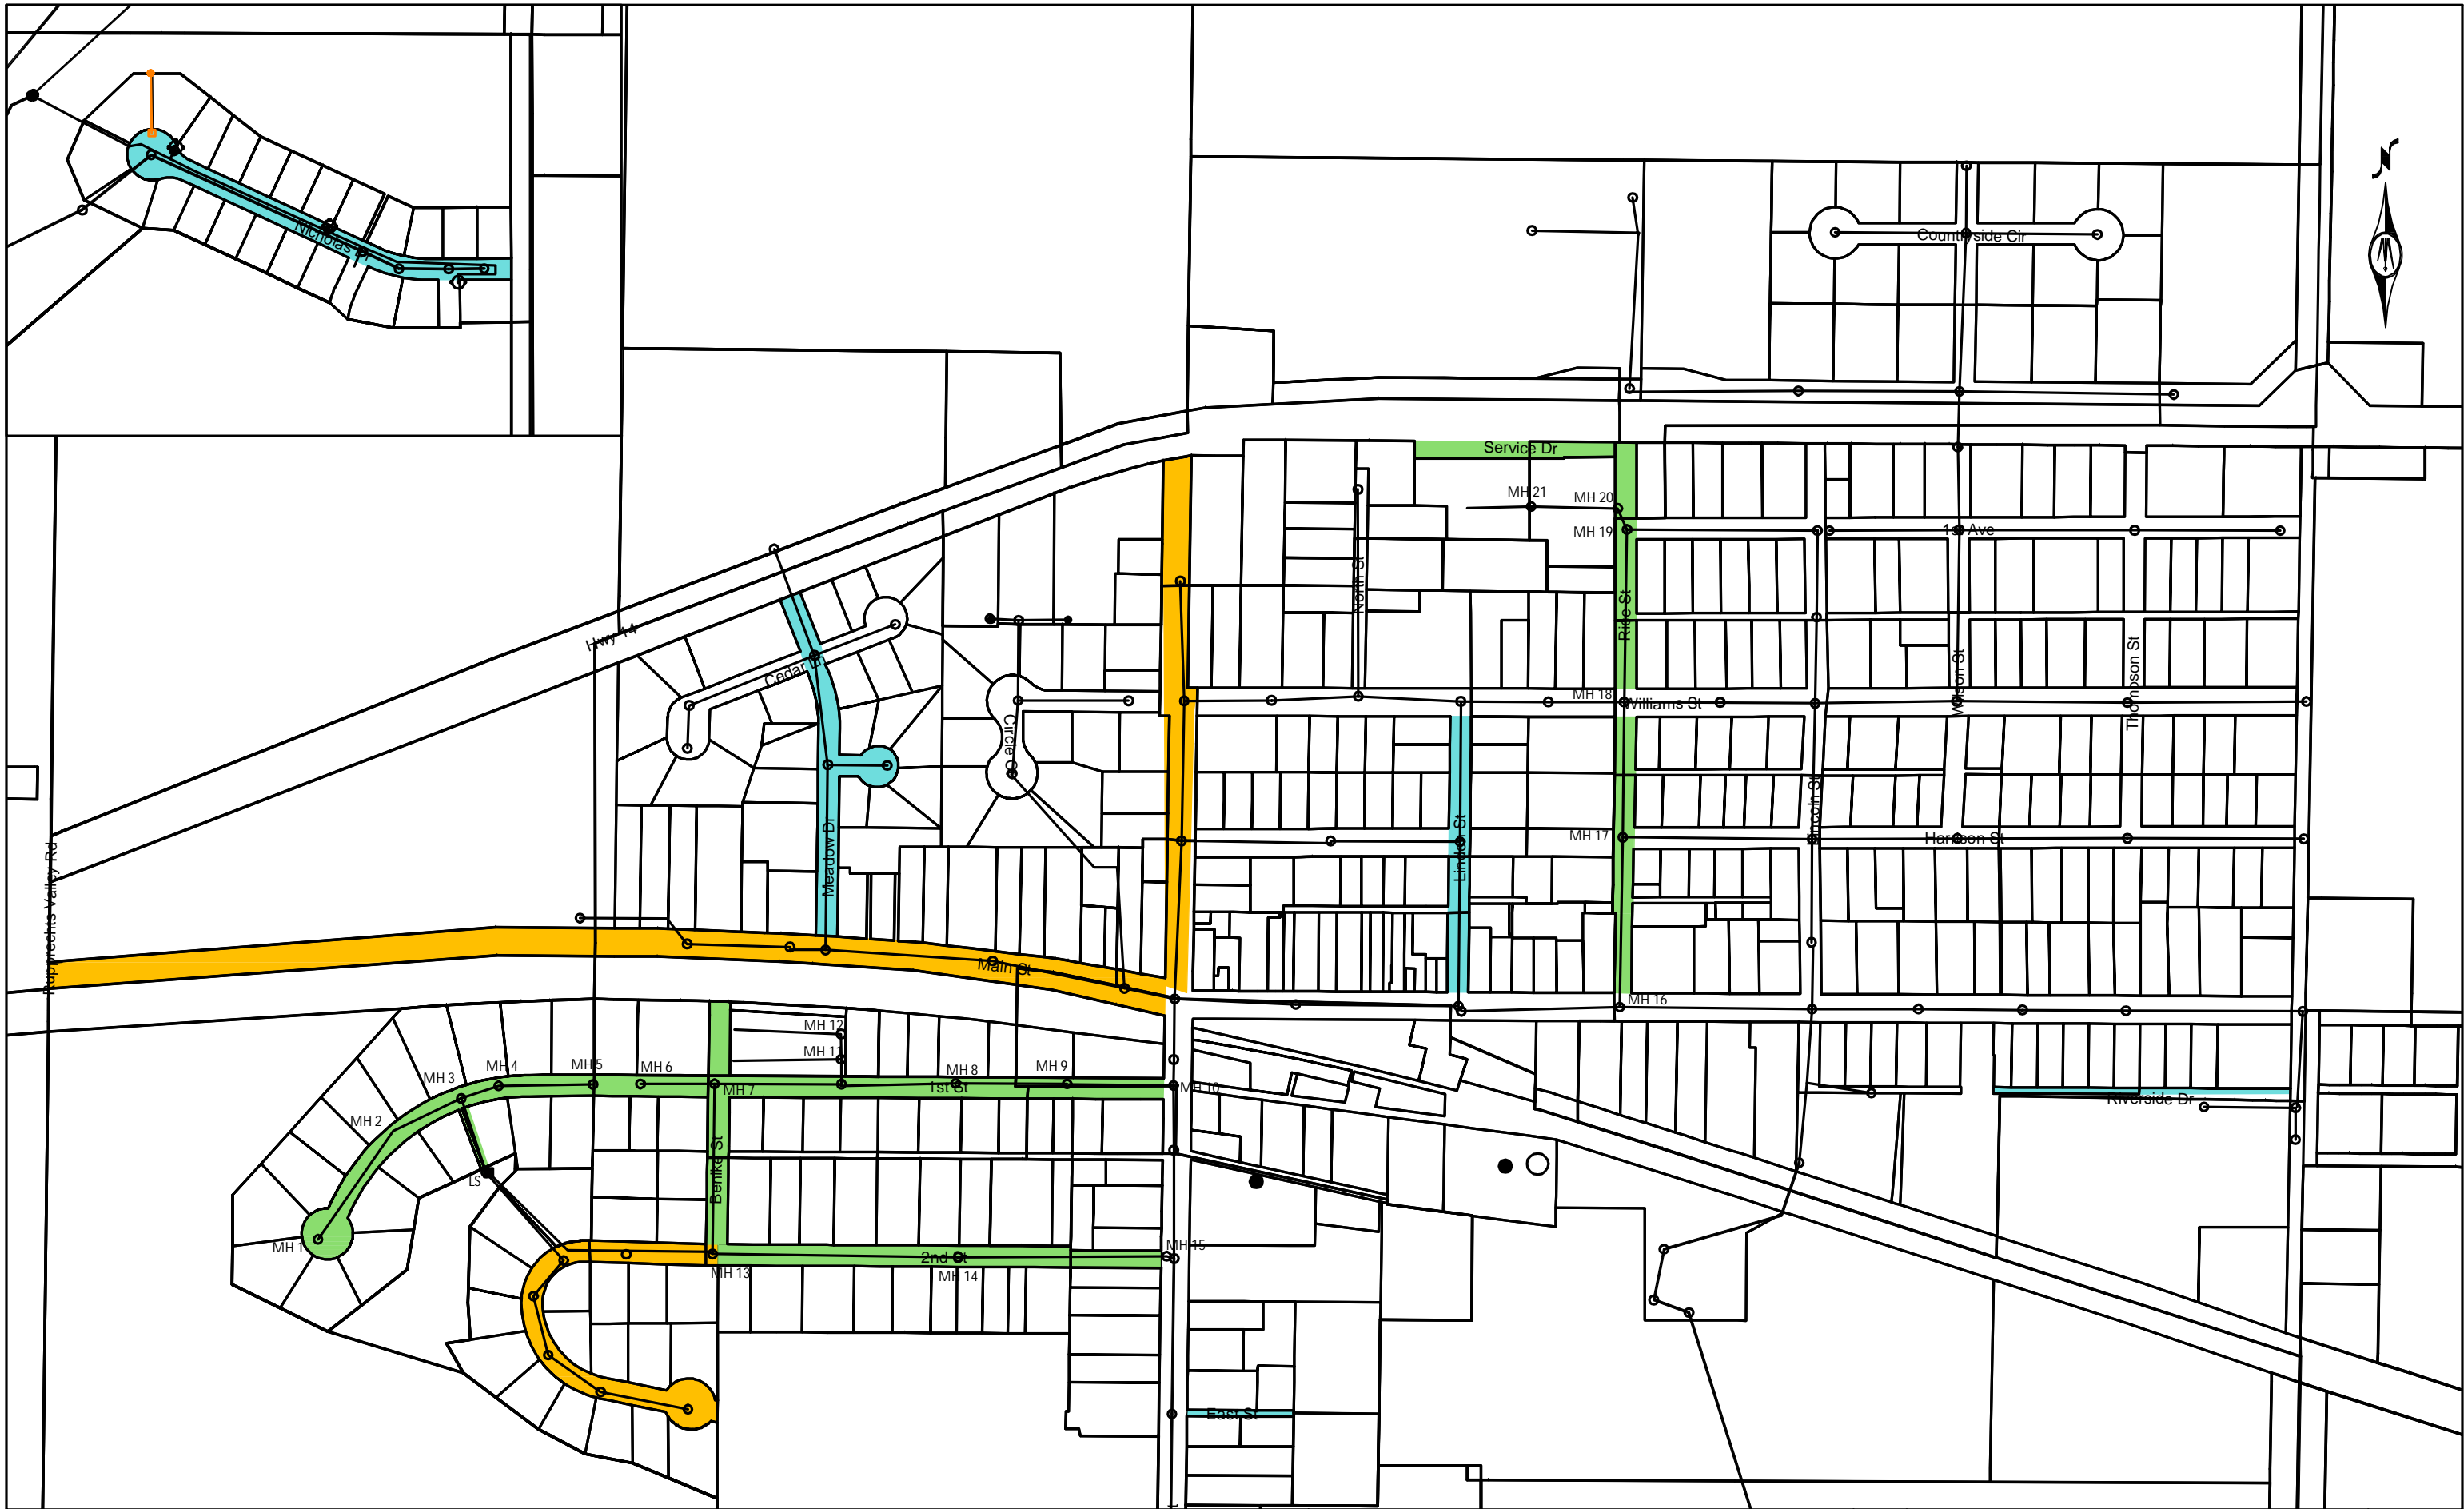 Nicholas Dr
Countryside Cir
Service Dr
MH 21
MH 20
MH 19
1st Ave
North St
Rice St
Hwy 14
Cedar Ln
Wilson St
Thompson St
MH 18
Williams St
Circle Ct
Lincoln St
Meadow Dr
Linden St
MH 17
Harrison St
Rupprechts Valley Rd
Main St
MH 16
MH 12
MH 11
MH 3
MH 4
MH 5
MH 6
MH 7
MH 8
MH 9
MH 10
1st St
Riverside Dr
MH 2
Benike St
LS
MH 1
MH 13
2nd St
MH 14
MH 15
East St